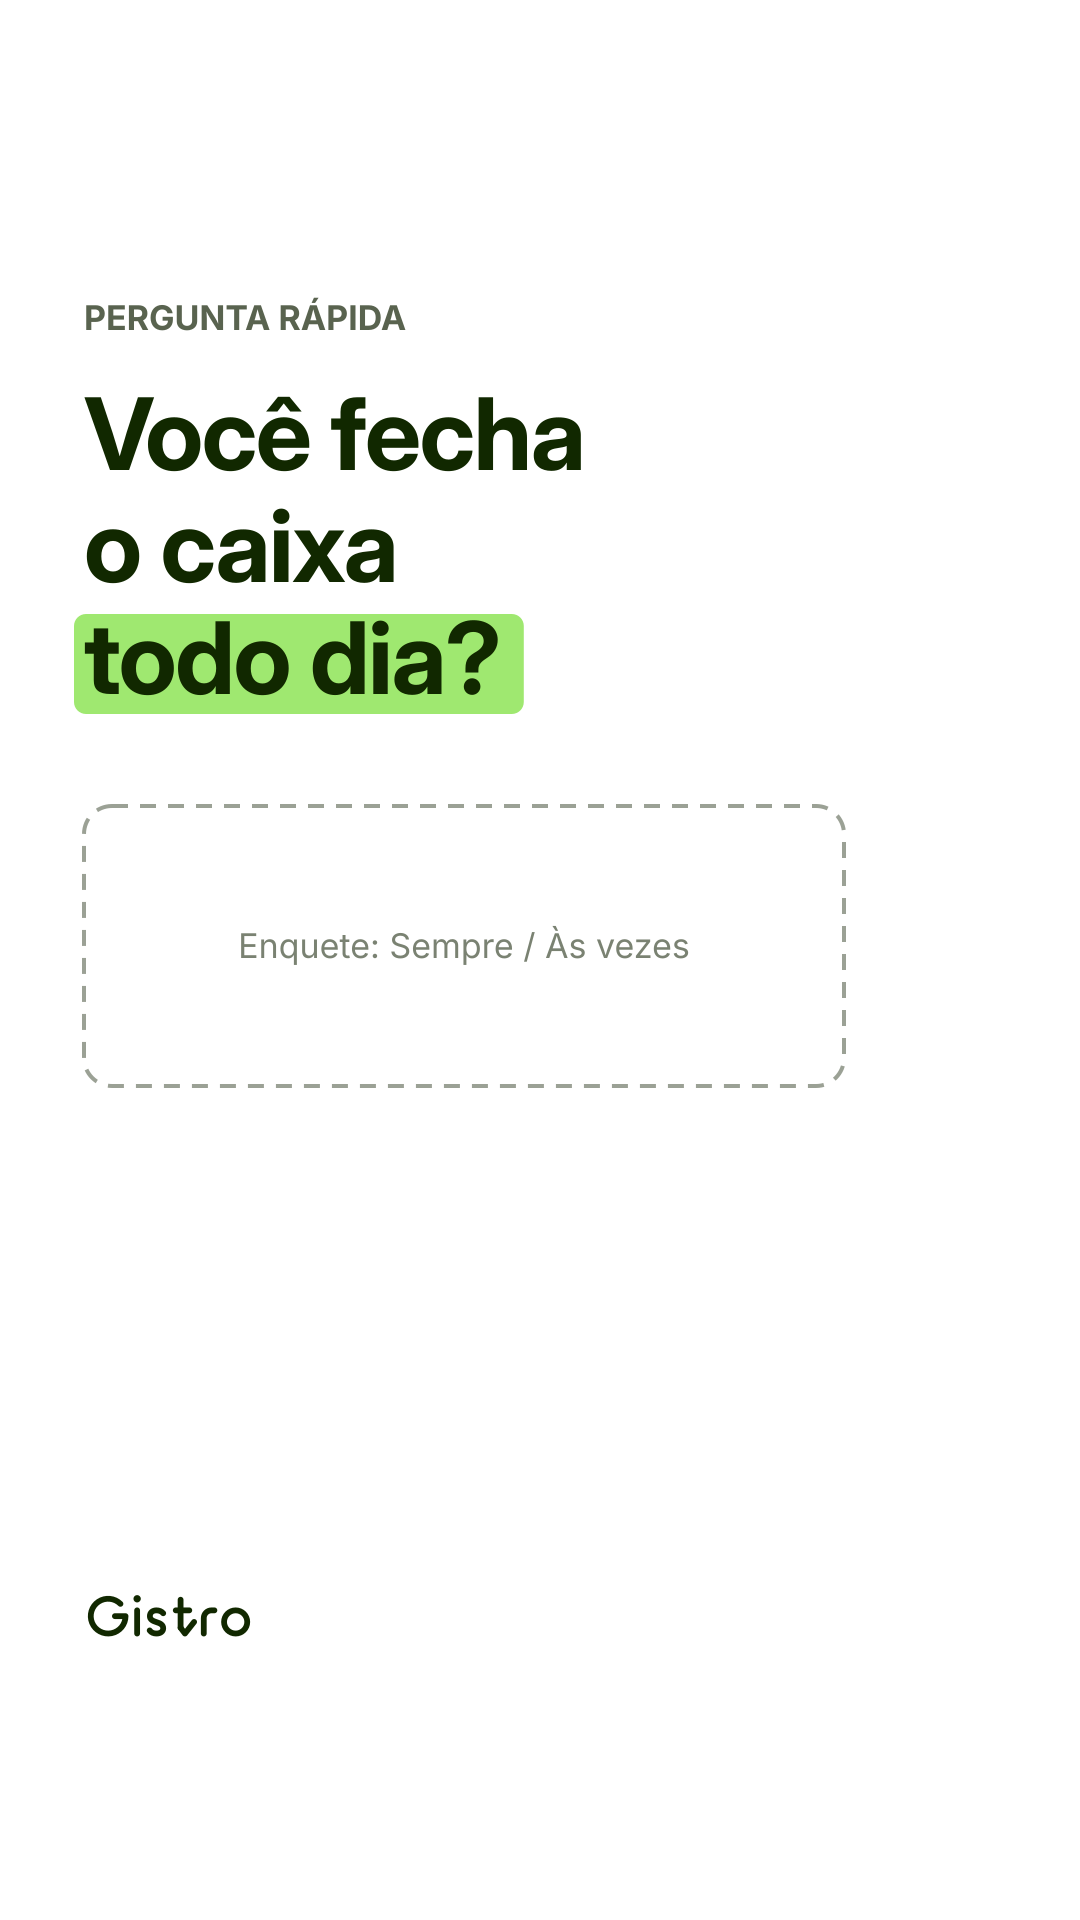 PERGUNTA RÁPIDA
Você fecha
o caixa
todo dia?
Enquete: Sempre / Às vezes
Gistro